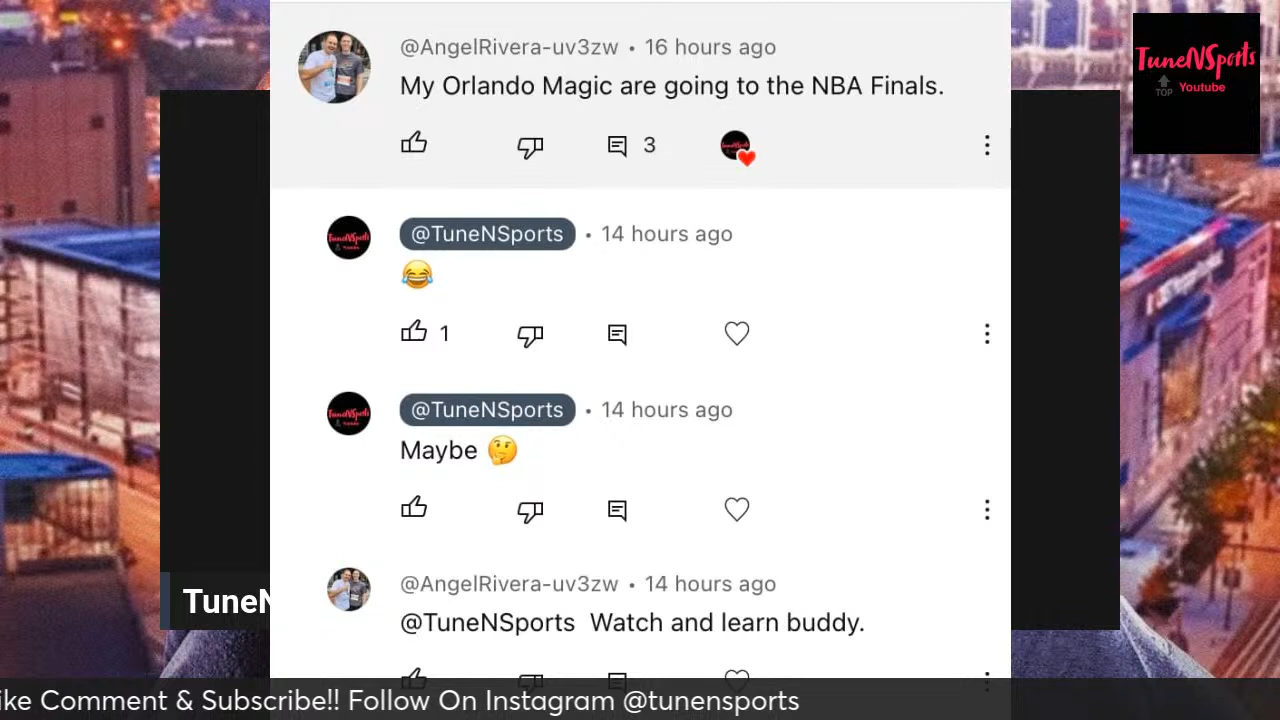 @AngelRivera-uv3zw • 16 hours ago
My Orlando Magic are going to the NBA Finals.
3
TuneNSports
TOP Youtube
@TuneNSports • 14 hours ago
😂
1
@TuneNSports • 14 hours ago
Maybe 🤔
@AngelRivera-uv3zw • 14 hours ago
@TuneNSports Watch and learn buddy.
TuneN
ike Comment & Subscribe!! Follow On Instagram @tunensports